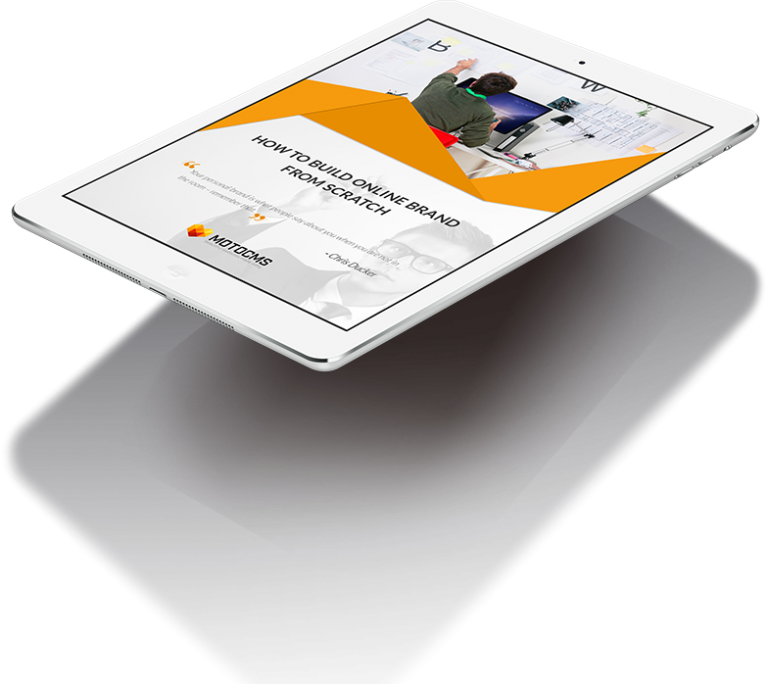 B
W
HOW TO BUILD ONLINE BRAND
FROM SCRATCH
“ Your personal brand is what people say about you when you are not in
the room - remember that. ”
- Chris Ducker
MOTOCMS